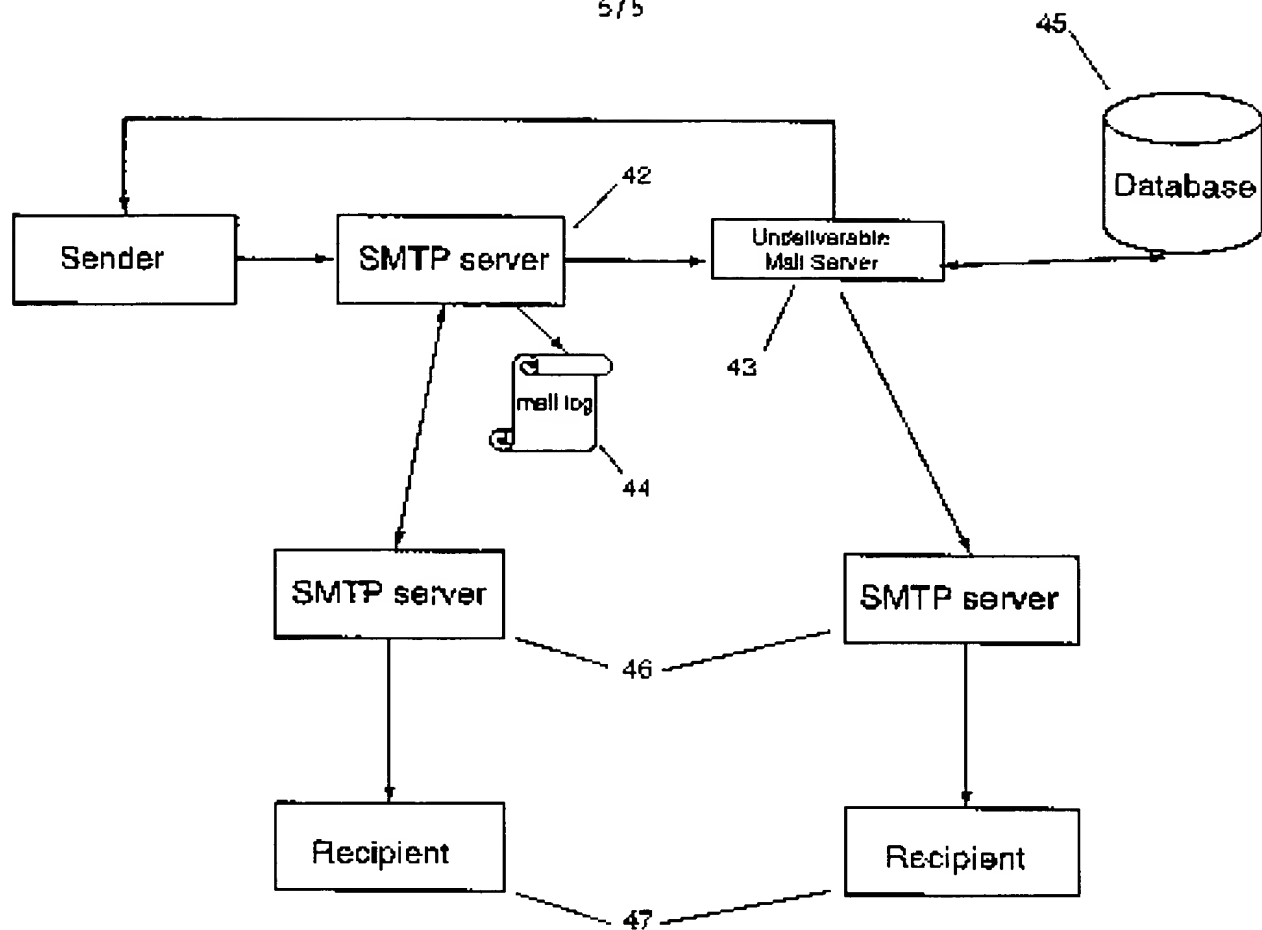 5/5
45
42
Database
Sender
SMTP server
Undeliverable
Mail Server
43
mail log
44
SMTP server
SMTP server
46
Recipient
Recipient
47